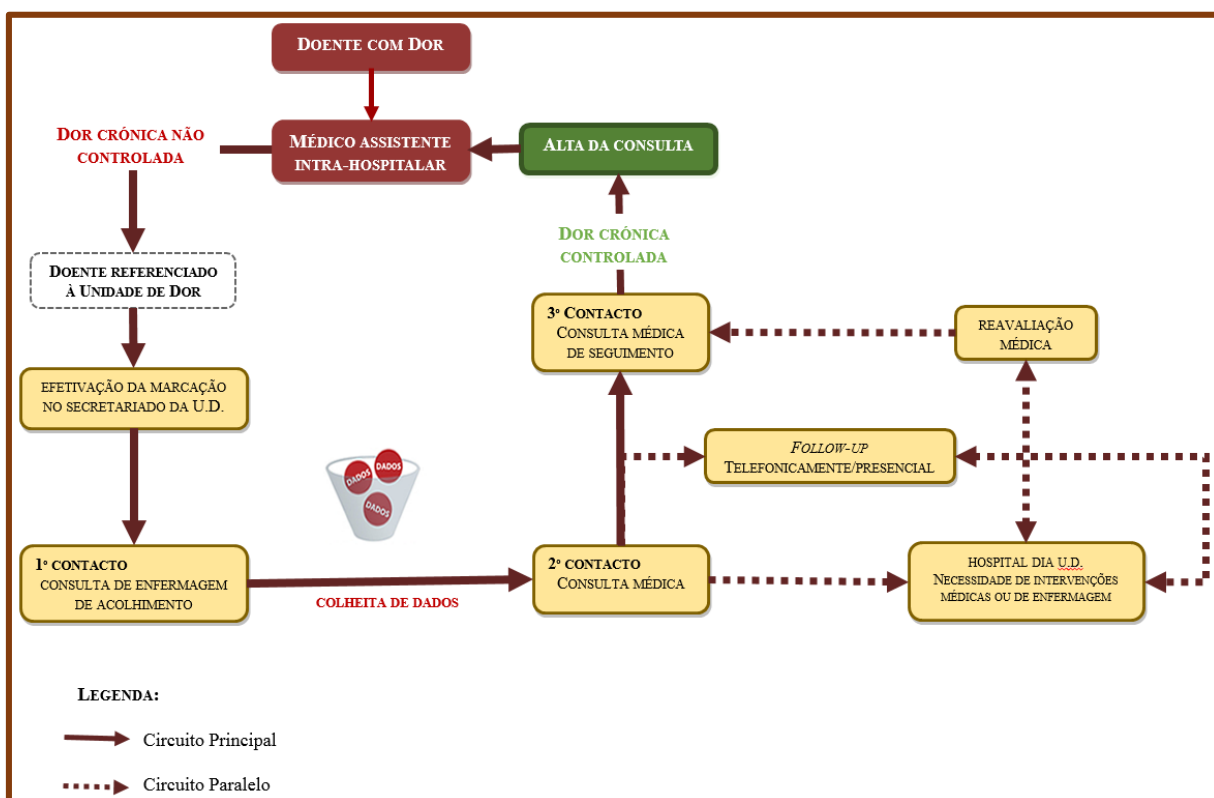 DOENTE COM DOR
MÉDICO ASSISTENTE
INTRA-HOSPITALAR
DOR CRÓNICA NÃO
CONTROLADA
ALTA DA CONSULTA
DOENTE REFERENCIADO
À UNIDADE DE DOR
DOR CRÓNICA
CONTROLADA
3º CONTACTO
CONSULTA MÉDICA
DE SEGUIMENTO
REAVALIAÇÃO
MÉDICA
EFETIVAÇÃO DA MARCAÇÃO
NO SECRETARIADO DA U.D.
FOLLOW-UP
TELEFONICAMENTE/PRESENCIAL
DADOS
DADOS
DADOS
1º CONTACTO
CONSULTA DE ENFERMAGEM
DE ACOLHIMENTO
COLHEITA DE DADOS
2º CONTACTO
CONSULTA MÉDICA
HOSPITAL DIA U.D.
NECESSIDADE DE INTERVENÇÕES
MÉDICAS OU DE ENFERMAGEM
LEGENDA:
Circuito Principal
Circuito Paralelo